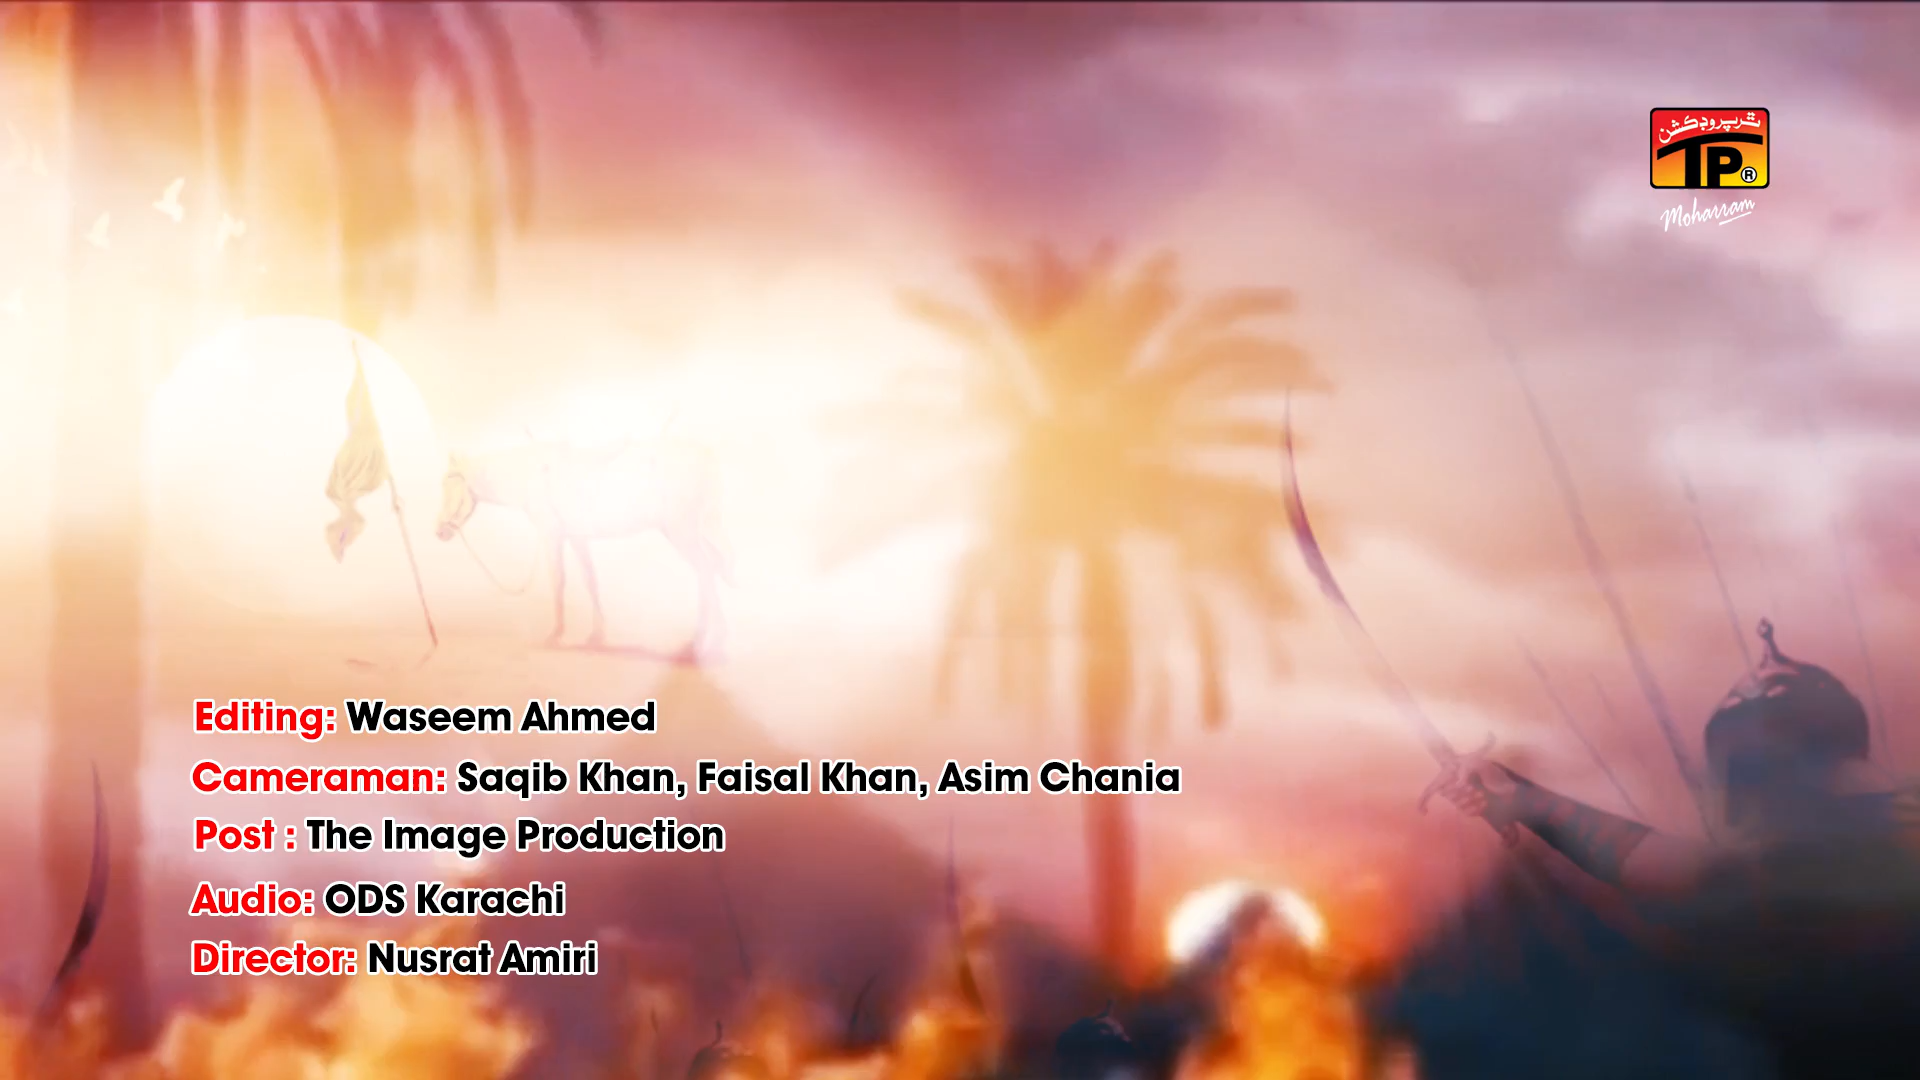 تھرپروڊڪشن
TP®
Moharram
Editing: Waseem Ahmed
Cameraman: Saqib Khan, Faisal Khan, Asim Chania
Post : The Image Production
Audio: ODS Karachi
Director: Nusrat Amiri